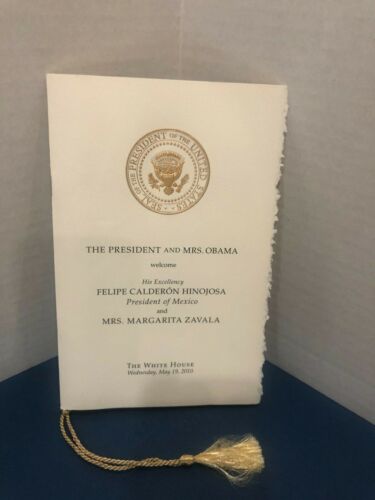 SEAL OF THE PRESIDENT OF THE UNITED STATES
THE PRESIDENT AND MRS. OBAMA
welcome
His Excellency
FELIPE CALDERÓN HINOJOSA
President of Mexico
and
MRS. MARGARITA ZAVALA
THE WHITE HOUSE
Wednesday, May 19, 2010